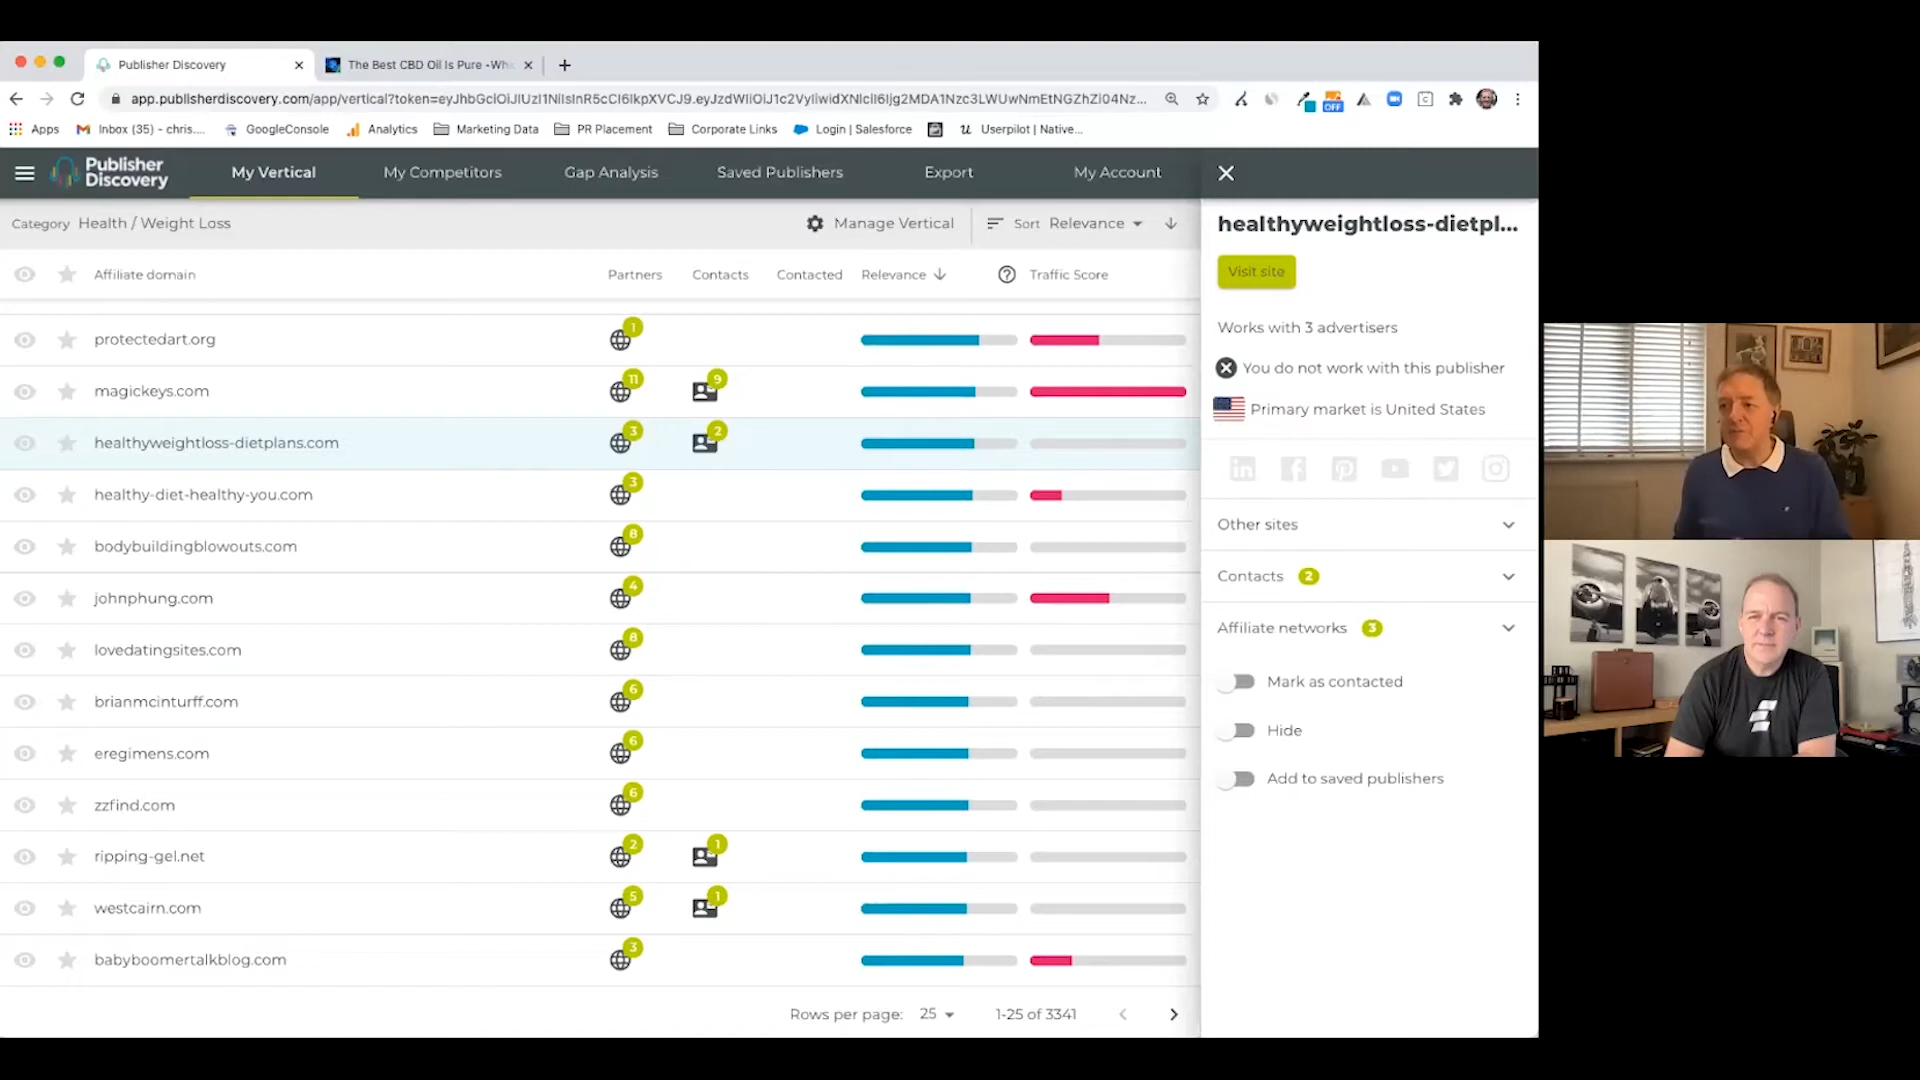 Publisher Discovery
The Best CBD Oil Is Pure -Whi
app.publisherdiscovery.com/app/vertical?token=
Apps
Inbox (35) - chris....
GoogleConsole
Analytics
Marketing Data
PR Placement
Corporate Links
Login | Salesforce
Userpilot | Native...
OFF
Publisher
Discovery
My Vertical
My Competitors
Gap Analysis
Saved Publishers
Export
My Account
Category Health / Weight Loss
Manage Vertical
Sort Relevance
Affiliate domain
Partners
Contacts
Contacted
Relevance
Traffic Score
protectedart.org
1
magickeys.com
11
9
healthyweightloss-dietplans.com
3
2
healthy-diet-healthy-you.com
3
bodybuildingblowouts.com
8
johnphung.com
4
lovedatingsites.com
8
brianmcinturff.com
6
eregimens.com
6
zzfind.com
6
ripping-gel.net
2
1
westcairn.com
5
1
babyboomertalkblog.com
3
Rows per page: 25
1-25 of 3341
healthyweightloss-dietpl...
Visit site
Works with 3 advertisers
You do not work with this publisher
Primary market is United States
Other sites
Contacts 2
Affiliate networks 3
Mark as contacted
Hide
Add to saved publishers